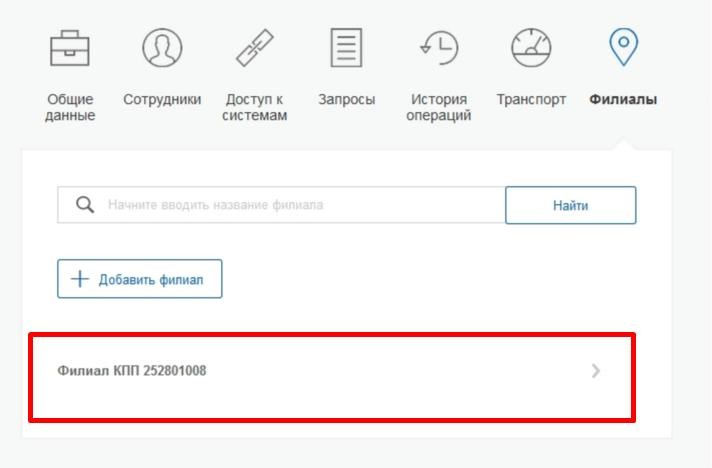 Общие
данные
Сотрудники
Доступ к
системам
Запросы
История
операций
Транспорт
Филиалы
Начните вводить название филиала
Найти
Добавить филиал
Филиал КПП 252801008